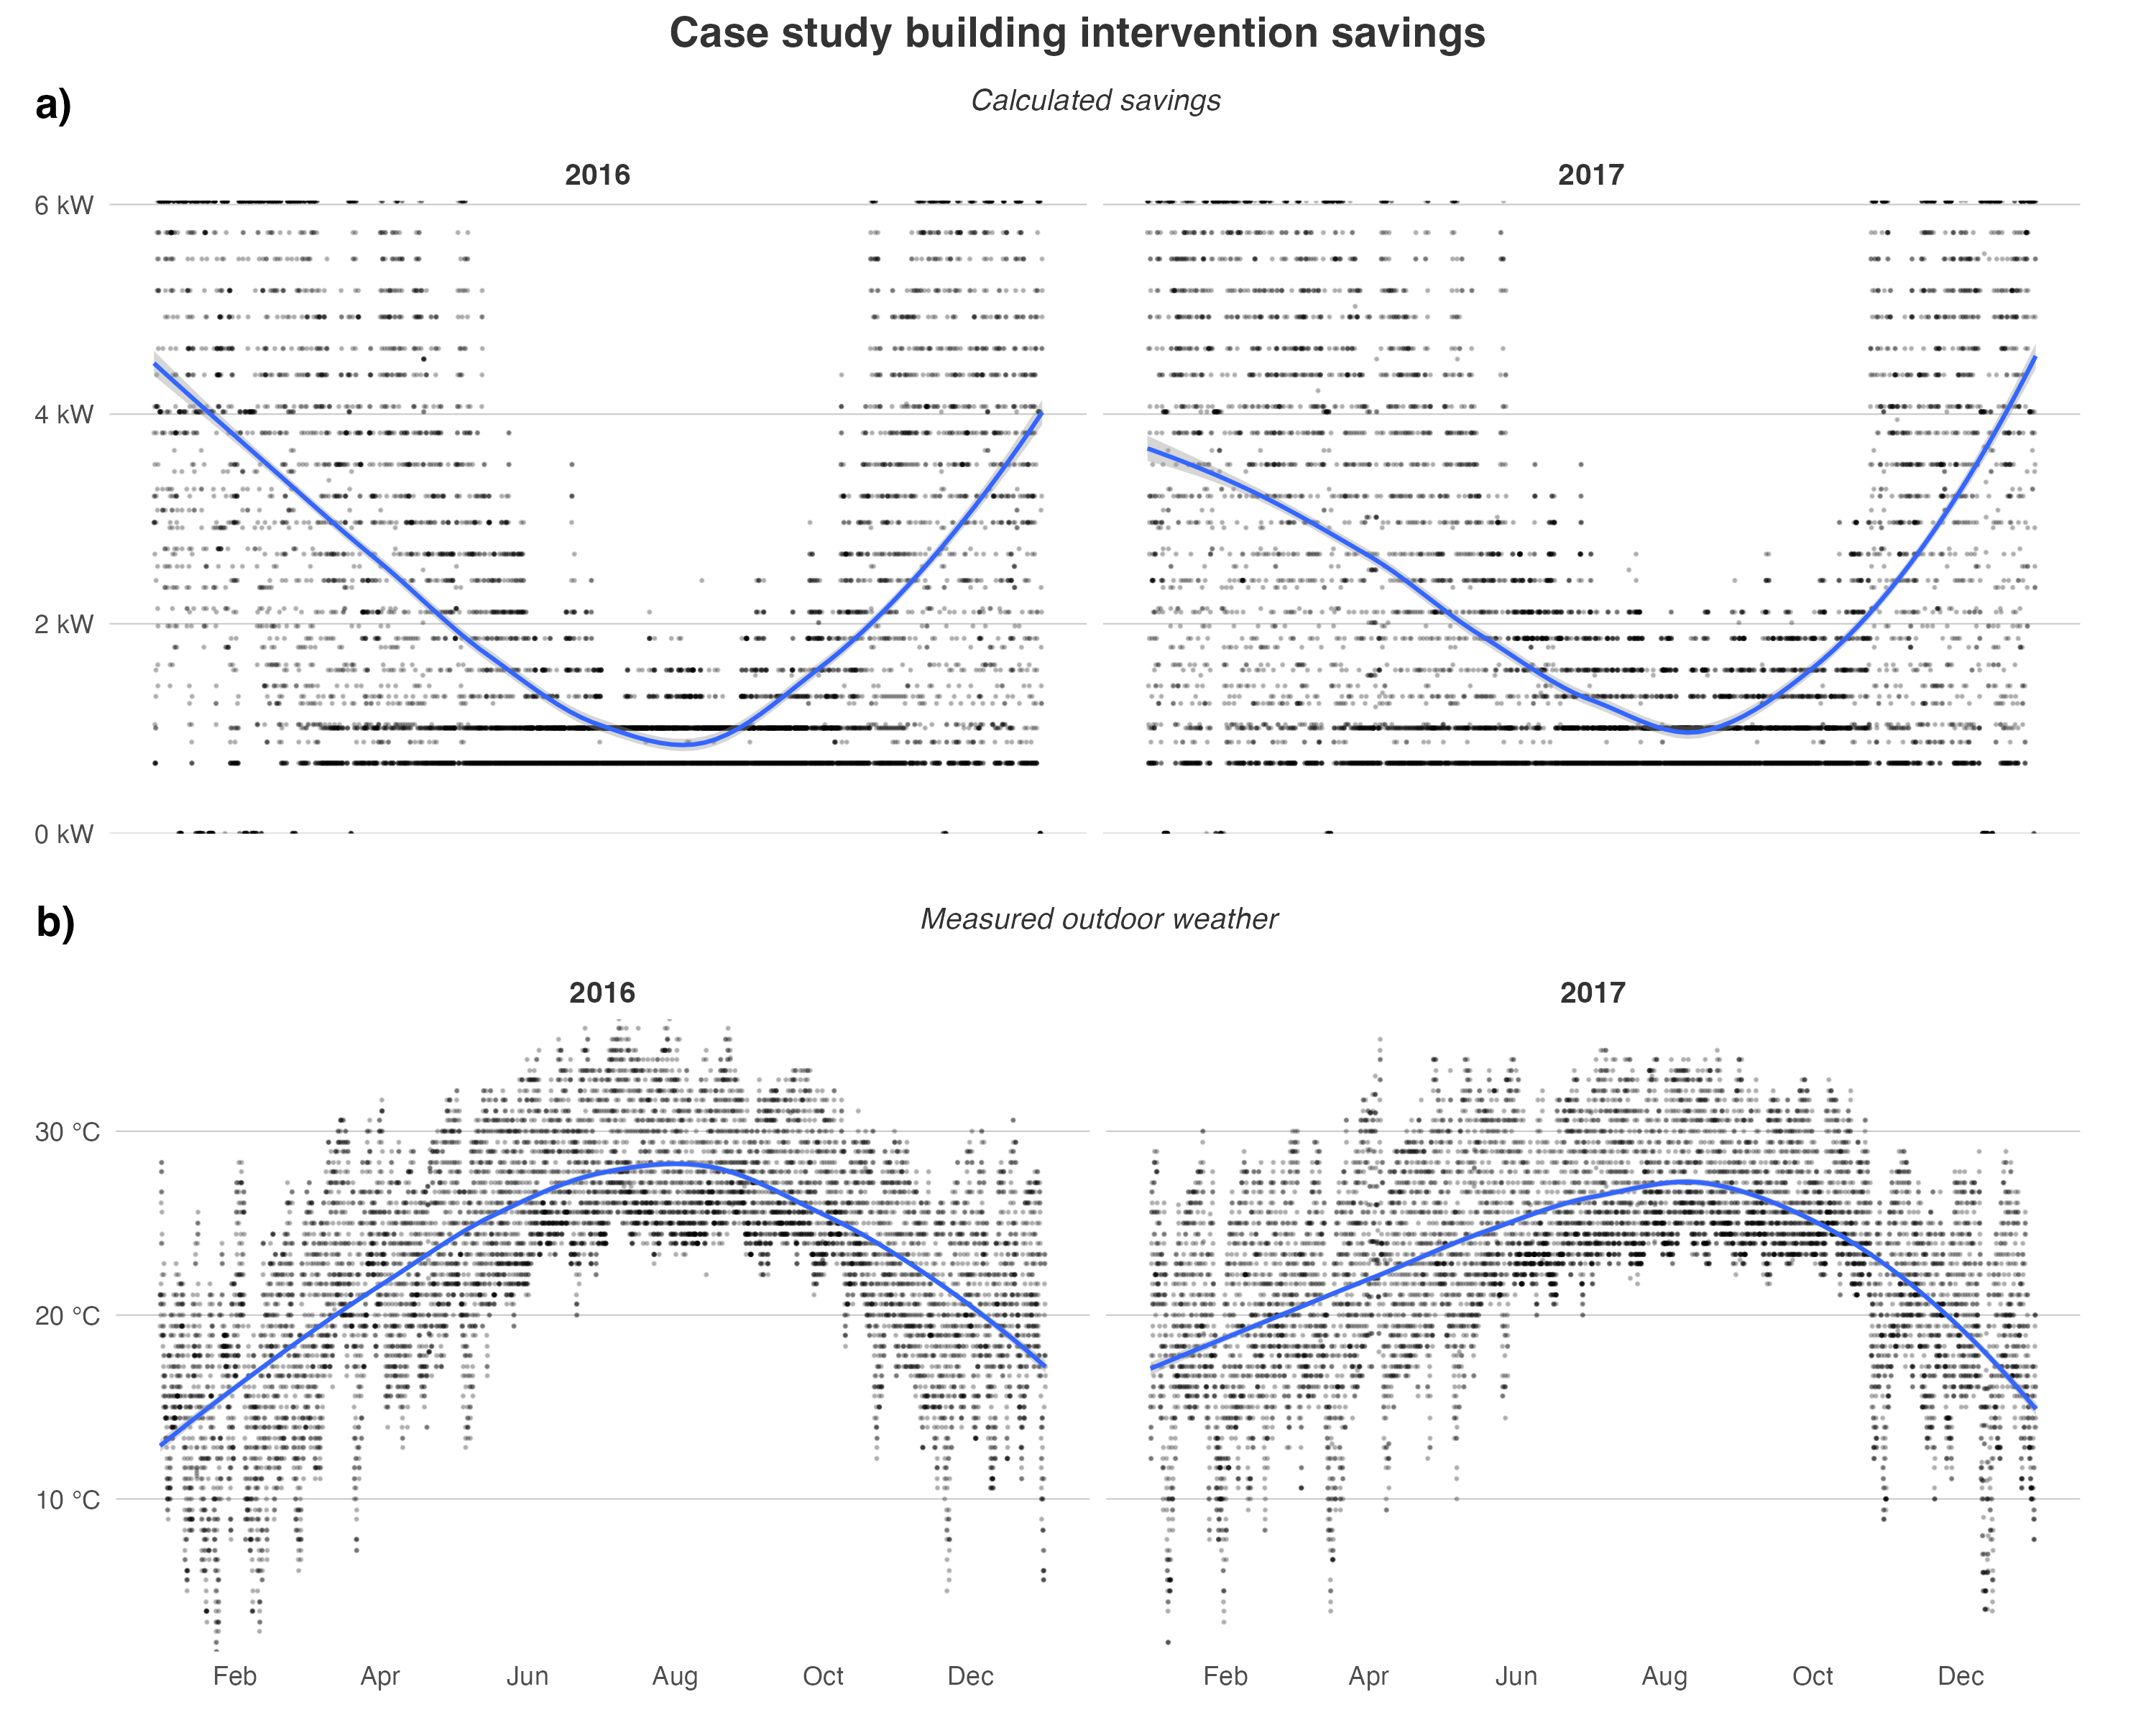 Case study building intervention savings
a)
Calculated savings
2016
2017
6 kW
4 kW
2 kW
0 kW
b)
Measured outdoor weather
2016
2017
30 °C
20 °C
10 °C
Feb Apr Jun Aug Oct Dec Feb Apr Jun Aug Oct Dec